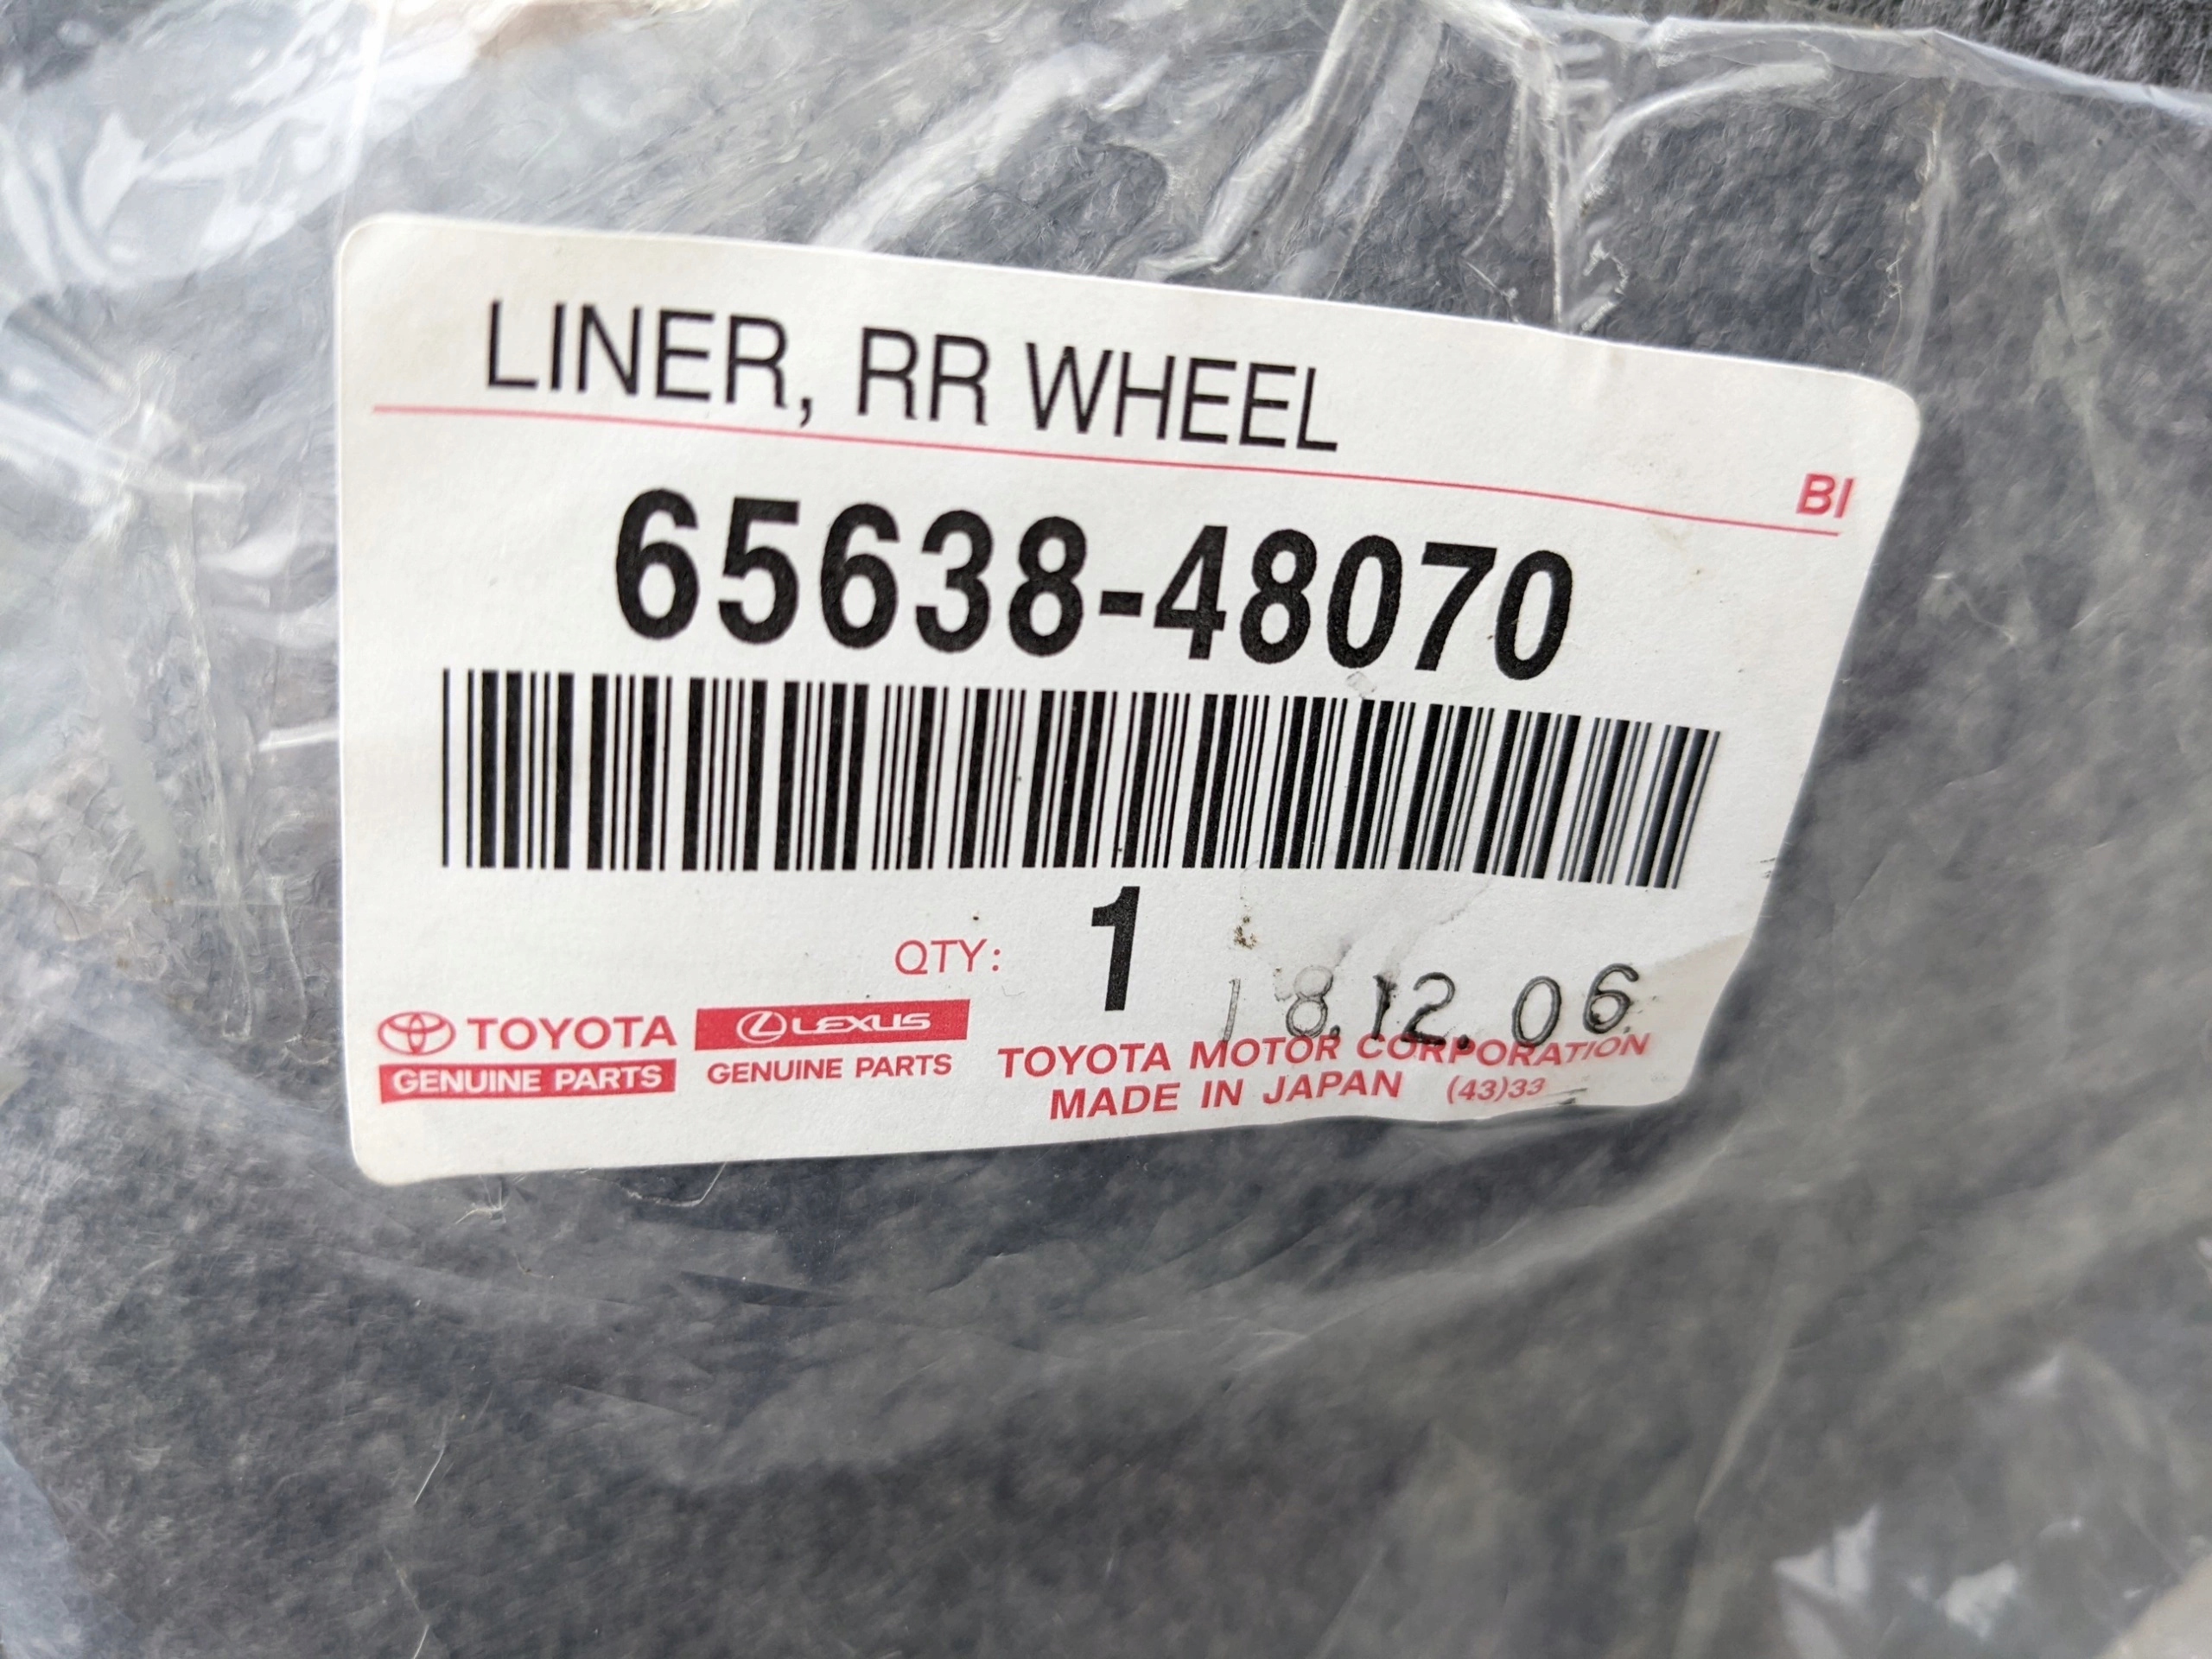 LINER, RR WHEEL
BI
65638-48070
QTY: 1
18.12.06
TOYOTA
GENUINE PARTS
LEXUS
GENUINE PARTS
TOYOTA MOTOR CORPORATION
MADE IN JAPAN (43)33